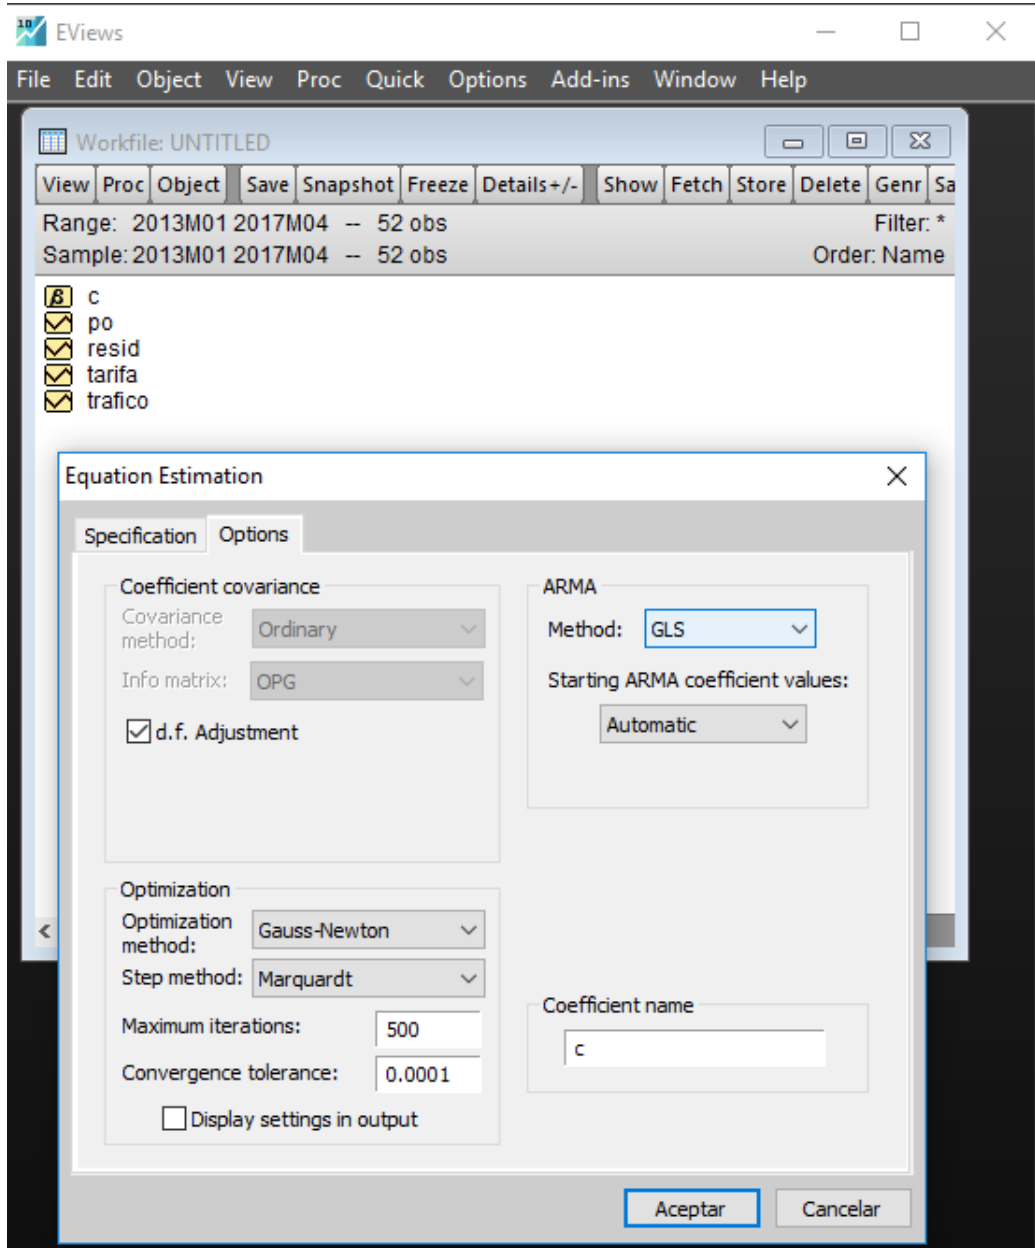 10
EViews
File Edit Object View Proc Quick Options Add-ins Window Help
Workfile: UNTITLED
View Proc Object Save Snapshot Freeze Details+/- Show Fetch Store Delete Genr Sa
Range: 2013M01 2017M04 -- 52 obs Filter: *
Sample: 2013M01 2017M04 -- 52 obs Order: Name
β c
po
resid
tarifa
trafico
Equation Estimation
Specification Options
Coefficient covariance
Covariance method: Ordinary
Info matrix: OPG
d.f. Adjustment
ARMA
Method: GLS
Starting ARMA coefficient values:
Automatic
Optimization
Optimization method: Gauss-Newton
Step method: Marquardt
Maximum iterations: 500
Convergence tolerance: 0.0001
Display settings in output
Coefficient name
c
Aceptar Cancelar